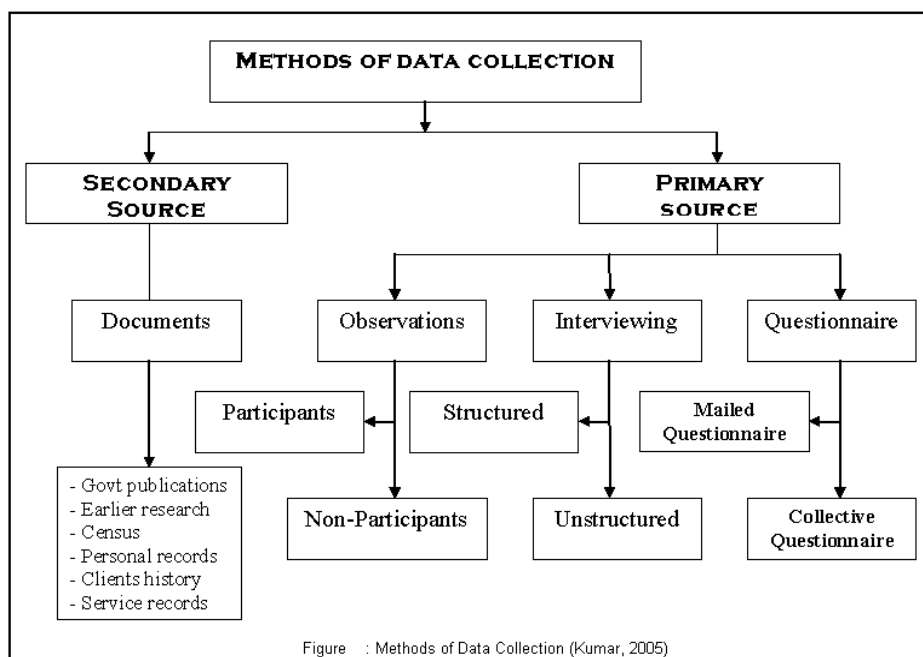 METHODS OF DATA COLLECTION
SECONDARY
SOURCE
PRIMARY
SOURCE
Documents
Observations
Interviewing
Questionnaire
Participants
Structured
Mailed
Questionnaire
- Govt publications
- Earlier research
- Census
- Personal records
- Clients history
- Service records
Non-Participants
Unstructured
Collective
Questionnaire
Figure : Methods of Data Collection (Kumar, 2005)